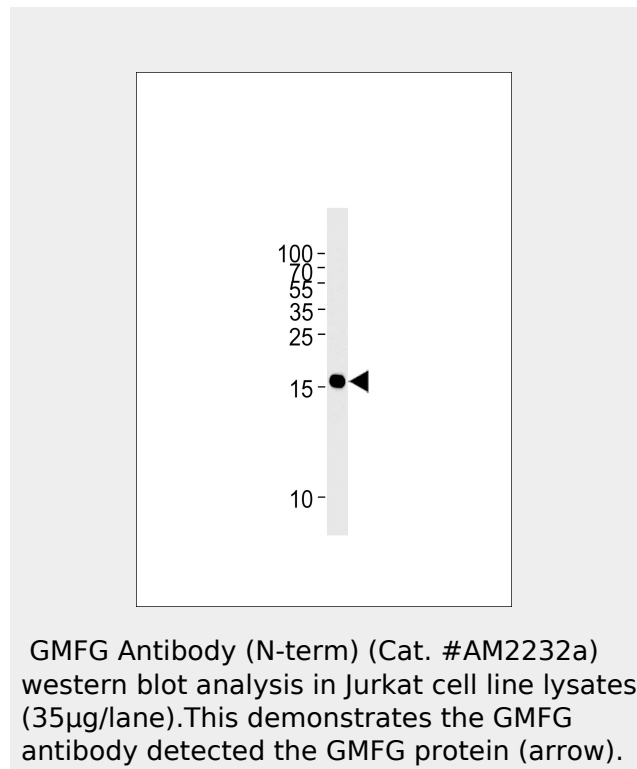 100
70
55
35
25
15
10
GMFG Antibody (N-term) (Cat. #AM2232a)
western blot analysis in Jurkat cell line lysates
(35µg/lane).This demonstrates the GMFG
antibody detected the GMFG protein (arrow).